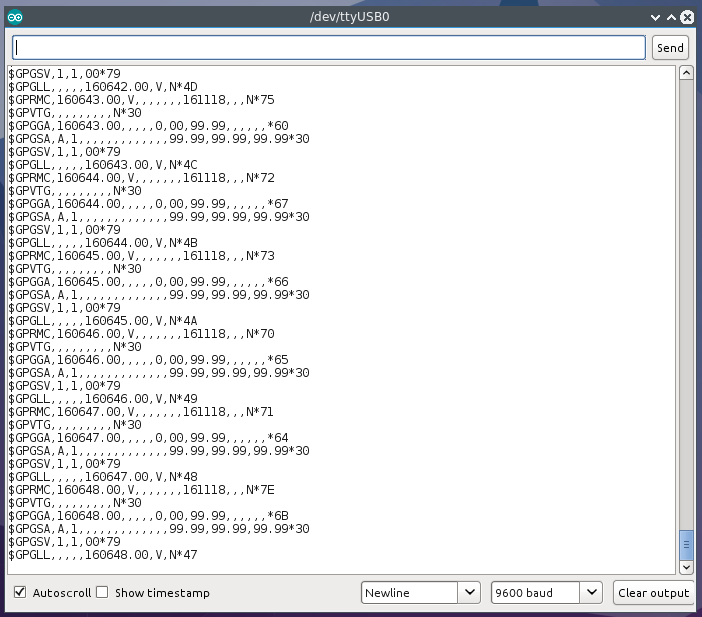 /dev/ttyUSB0
Send
$GPGSV,1,1,00*79
$GPGLL,,,,,160642.00,V,N*4D
$GPRMC,160643.00,V,,,,,,,161118,,,N*75
$GPVTG,,,,,,,,,N*30
$GPGGA,160643.00,,,,,0,00,99.99,,,,,,*60
$GPGSA,A,1,,,,,,,,,,,,,99.99,99.99,99.99*30
$GPGSV,1,1,00*79
$GPGLL,,,,,160643.00,V,N*4C
$GPRMC,160644.00,V,,,,,,,161118,,,N*72
$GPVTG,,,,,,,,,N*30
$GPGGA,160644.00,,,,,0,00,99.99,,,,,,*67
$GPGSA,A,1,,,,,,,,,,,,,99.99,99.99,99.99*30
$GPGSV,1,1,00*79
$GPGLL,,,,,160644.00,V,N*4B
$GPRMC,160645.00,V,,,,,,,161118,,,N*73
$GPVTG,,,,,,,,,N*30
$GPGGA,160645.00,,,,,0,00,99.99,,,,,,*66
$GPGSA,A,1,,,,,,,,,,,,,99.99,99.99,99.99*30
$GPGSV,1,1,00*79
$GPGLL,,,,,160645.00,V,N*4A
$GPRMC,160646.00,V,,,,,,,161118,,,N*70
$GPVTG,,,,,,,,,N*30
$GPGGA,160646.00,,,,,0,00,99.99,,,,,,*65
$GPGSA,A,1,,,,,,,,,,,,,99.99,99.99,99.99*30
$GPGSV,1,1,00*79
$GPGLL,,,,,160646.00,V,N*49
$GPRMC,160647.00,V,,,,,,,161118,,,N*71
$GPVTG,,,,,,,,,N*30
$GPGGA,160647.00,,,,,0,00,99.99,,,,,,*64
$GPGSA,A,1,,,,,,,,,,,,,99.99,99.99,99.99*30
$GPGSV,1,1,00*79
$GPGLL,,,,,160647.00,V,N*48
$GPRMC,160648.00,V,,,,,,,161118,,,N*7E
$GPVTG,,,,,,,,,N*30
$GPGGA,160648.00,,,,,0,00,99.99,,,,,,*6B
$GPGSA,A,1,,,,,,,,,,,,,99.99,99.99,99.99*30
$GPGSV,1,1,00*79
$GPGLL,,,,,160648.00,V,N*47
Autoscroll Show timestamp Newline 9600 baud Clear output